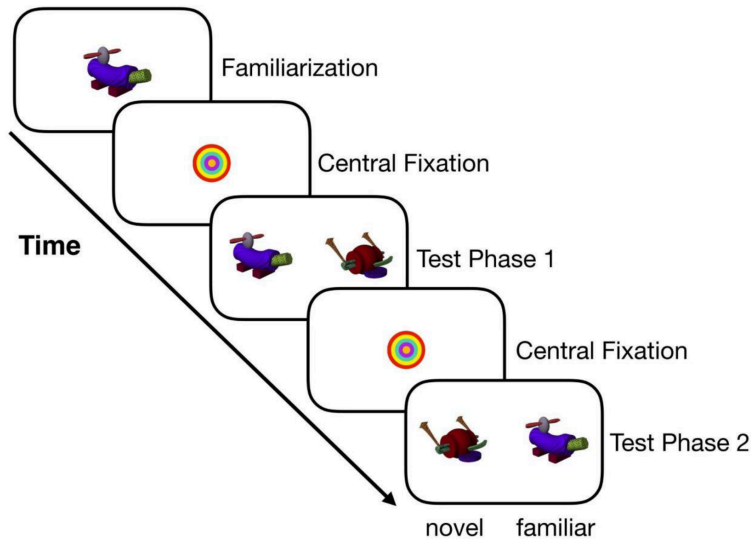 Familiarization
Central Fixation
Time
Test Phase 1
Central Fixation
Test Phase 2
novel familiar